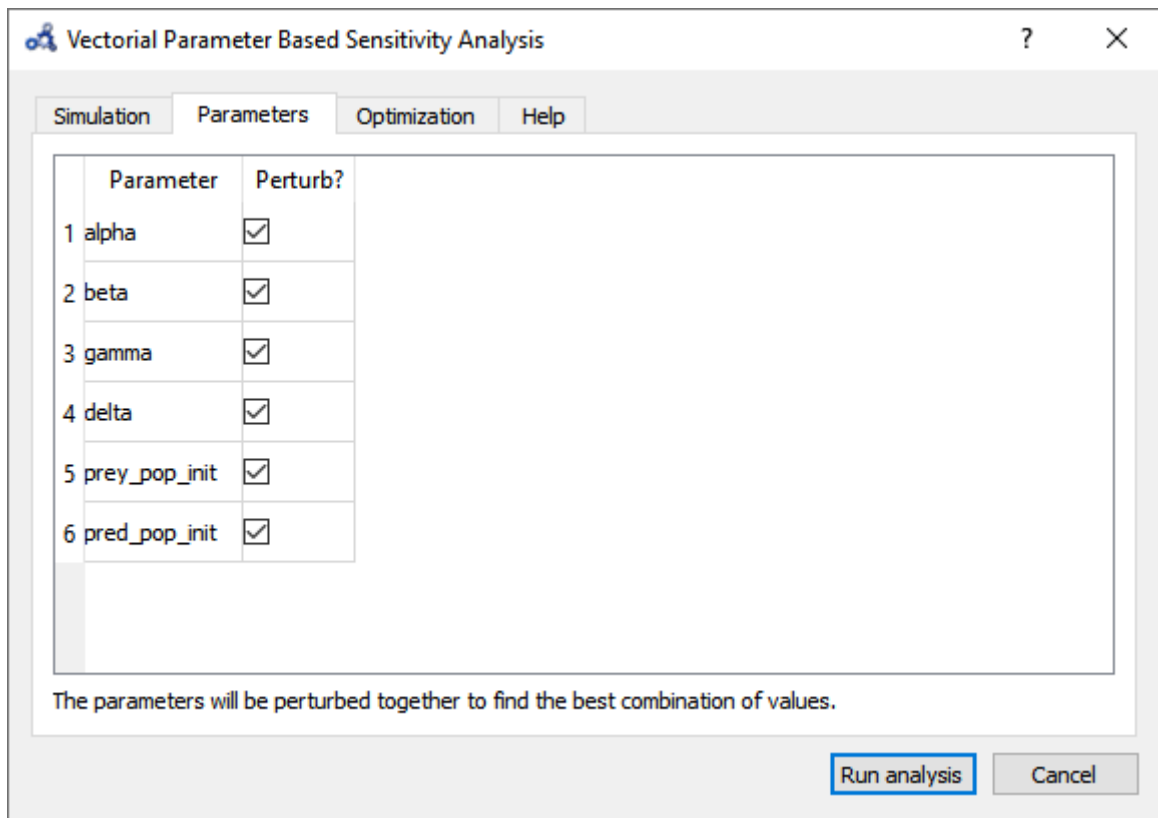 Vectorial Parameter Based Sensitivity Analysis ?
Simulation Parameters Optimization Help
Parameter Perturb?
1 alpha
2 beta
3 gamma
4 delta
5 prey_pop_init
6 pred_pop_init
The parameters will be perturbed together to find the best combination of values.
Run analysis Cancel